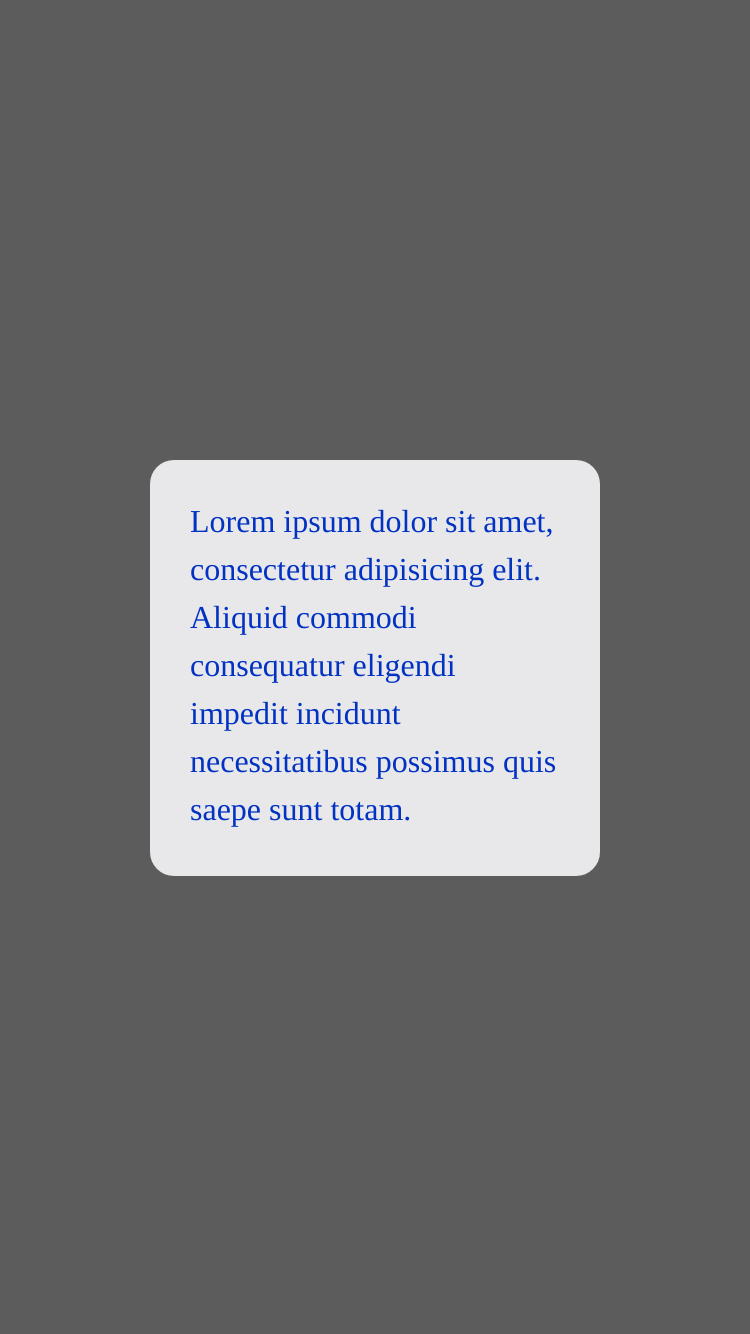 Lorem ipsum dolor sit amet,
consectetur adipisicing elit.
Aliquid commodi
consequatur eligendi
impedit incidunt
necessitatibus possimus quis
saepe sunt totam.